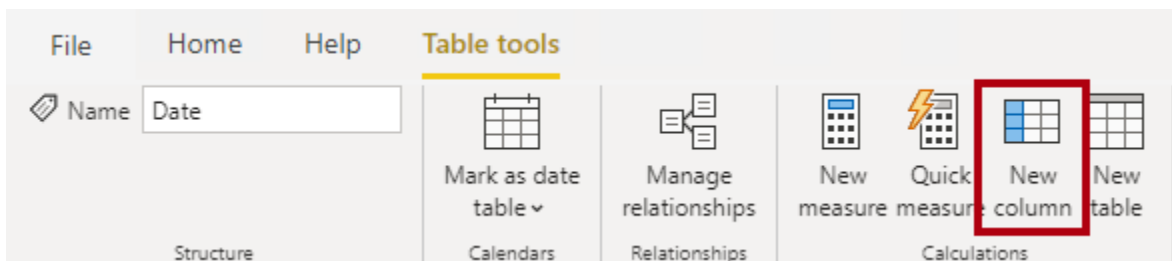 File Home Help Table tools
Name Date
Mark as date
table
Manage
relationships
New
measure
Quick
measure
New
column
New
table
Structure Calendars Relationships Calculations